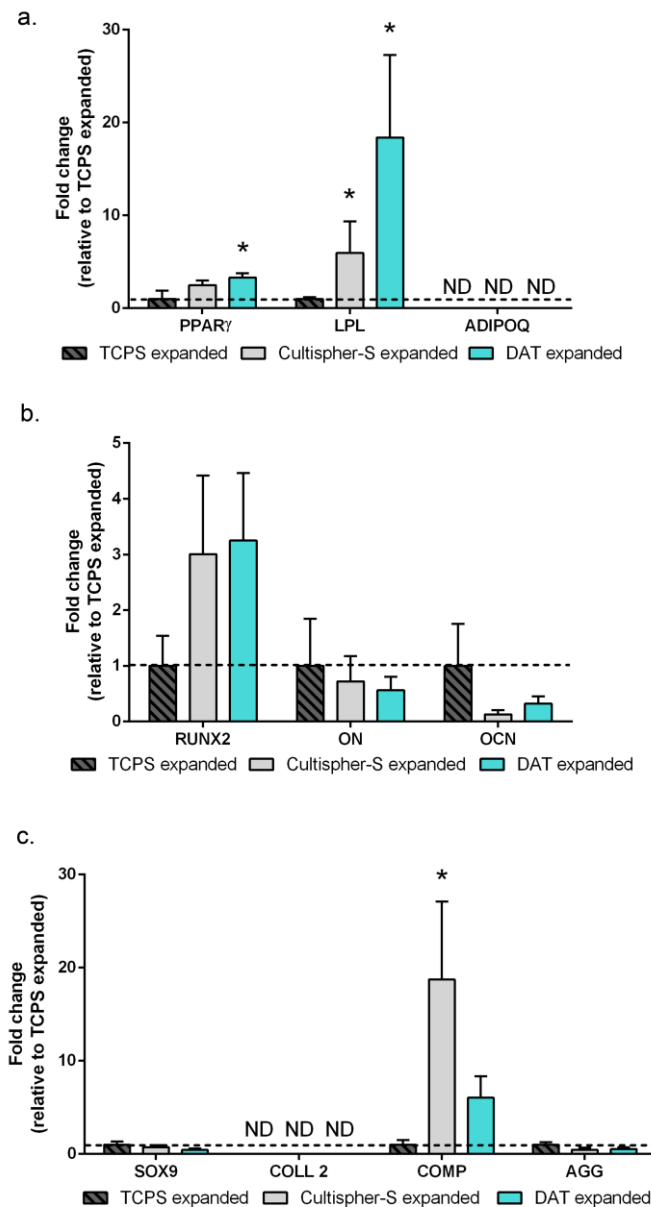 a.
Fold change
(relative to TCPS expanded)
30
20
10
0
*
*
*
ND ND ND
PPARγ LPL ADIPOQ
TCPS expanded Cultispher-S expanded DAT expanded
b.
Fold change
(relative to TCPS expanded)
5
4
3
2
1
0
RUNX2 ON OCN
TCPS expanded Cultispher-S expanded DAT expanded
c.
Fold change
(relative to TCPS expanded)
30
20
10
0
*
ND ND ND
SOX9 COLL 2 COMP AGG
TCPS expanded Cultispher-S expanded DAT expanded